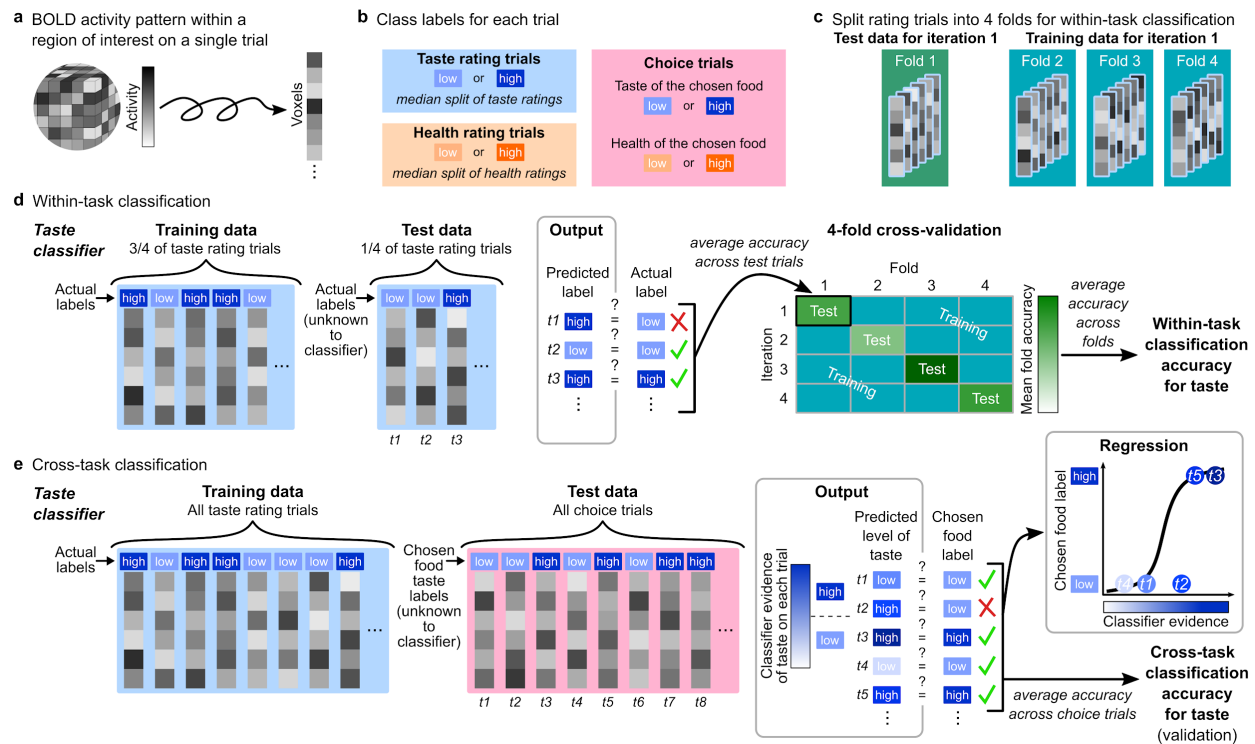 a BOLD activity pattern within a
region of interest on a single trial
Activity
Voxels
...
b Class labels for each trial
Taste rating trials
low or high
median split of taste ratings
Health rating trials
low or high
median split of health ratings
Choice trials
Taste of the chosen food
low or high
Health of the chosen food
low or high
c Split rating trials into 4 folds for within-task classification
Test data for iteration 1 Training data for iteration 1
Fold 1 Fold 2 Fold 3 Fold 4
d Within-task classification
Taste
classifier
Training data
3/4 of taste rating trials
Actual
labels
high low high high low
...
Test data
1/4 of taste rating trials
Actual
labels
(unknown
to
classifier)
low low high
...
t1 t2 t3
Output
Predicted
label
Actual
label
?
t1 high = low
?
t2 low = low
?
t3 high = high
... ...
average accuracy
across test trials
4-fold cross-validation
Fold
1 2 3 4
Iteration
1 Test
2 Test
3 Test
4 Test
Training
Training
Mean fold accuracy
average
accuracy
across
folds
Within-task
classification
accuracy
for taste
e Cross-task classification
Taste
classifier
Training data
All taste rating trials
Actual
labels
high low high high low low low high
...
Test data
All choice trials
Chosen
food
taste
labels
(unknown
to
classifier)
low low high low high low high high
...
t1 t2 t3 t4 t5 t6 t7 t8
Output
Classifier evidence
of taste on each trial
high
low
Predicted
level of
taste
Chosen
food
label
?
t1 low = low
?
t2 high = low
?
t3 high = high
?
t4 low = low
?
t5 high = high
... ...
Regression
Chosen food label
high
low
t5 t3
t4 t1 t2
Classifier evidence
average accuracy
across choice trials
Cross-task
classification
accuracy
for taste
(validation)